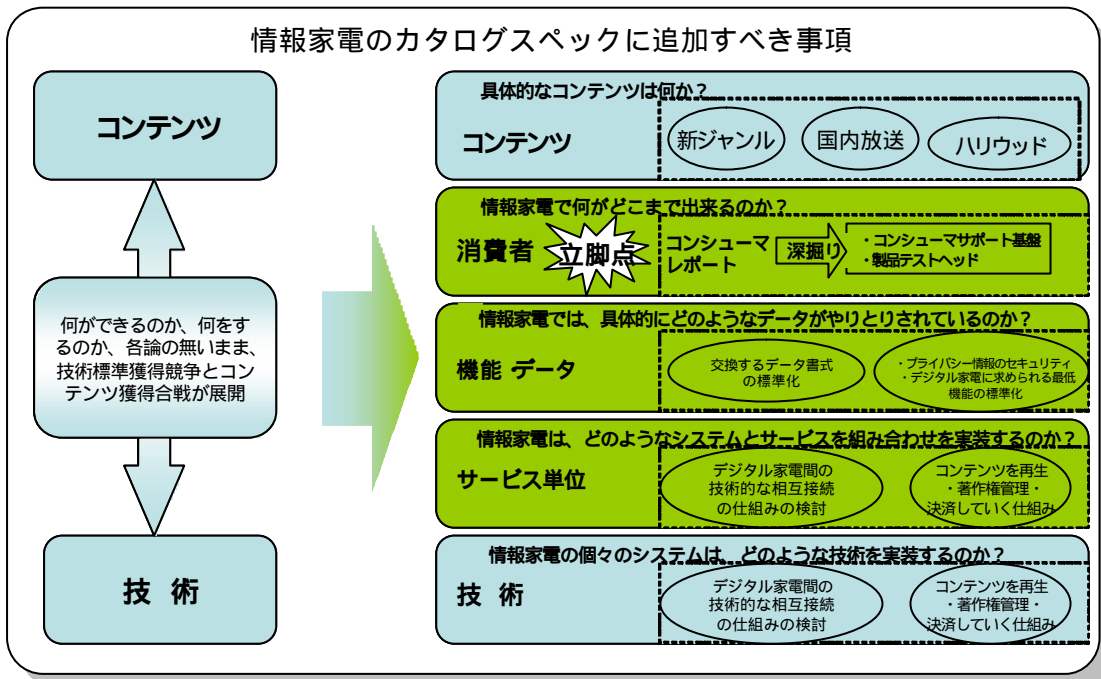 情報家電のカタログスペックに追加すべき事項
コンテンツ
何ができるのか、何をす
るのか、各論の無いまま、
技術標準獲得競争とコン
テンツ獲得合戦が展開
技 術
具体的なコンテンツは何か？
コンテンツ
新ジャンル
国内放送
ハリウッド
情報家電で何がどこまで出来るのか？
消費者
立脚点
コンシューマ
レポート
深掘り
・コンシューマサポート基盤
・製品テストヘッド
情報家電では、具体的にどのようなデータがやりとりされているのか？
機能 データ
交換するデータ書式
の標準化
・プライバシー情報のセキュリティ
・デジタル家電に求められる最低
機能の標準化
情報家電は、どのようなシステムとサービスを組み合わせを実装するのか？
サービス単位
デジタル家電間の
技術的な相互接続
の仕組みの検討
コンテンツを再生
・著作権管理・
決済していく仕組み
情報家電の個々のシステムは、どのような技術を実装するのか？
技 術
デジタル家電間の
技術的な相互接続
の仕組みの検討
コンテンツを再生
・著作権管理・
決済していく仕組み